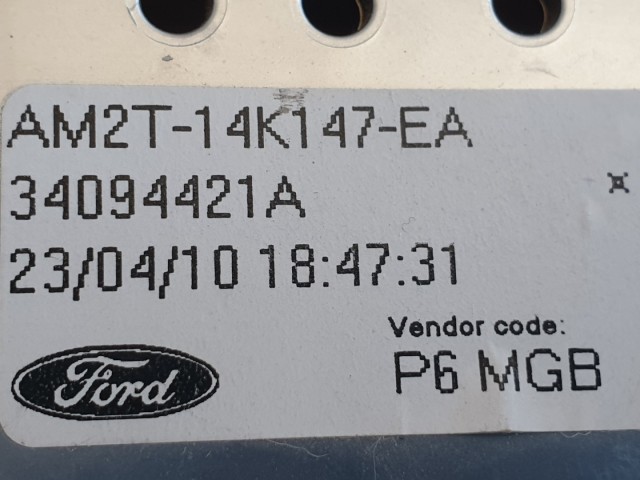 AM2T-14K147-EA
34094421A
23/04/10 18:47:31
Vendor code:
P6 MGB
Ford